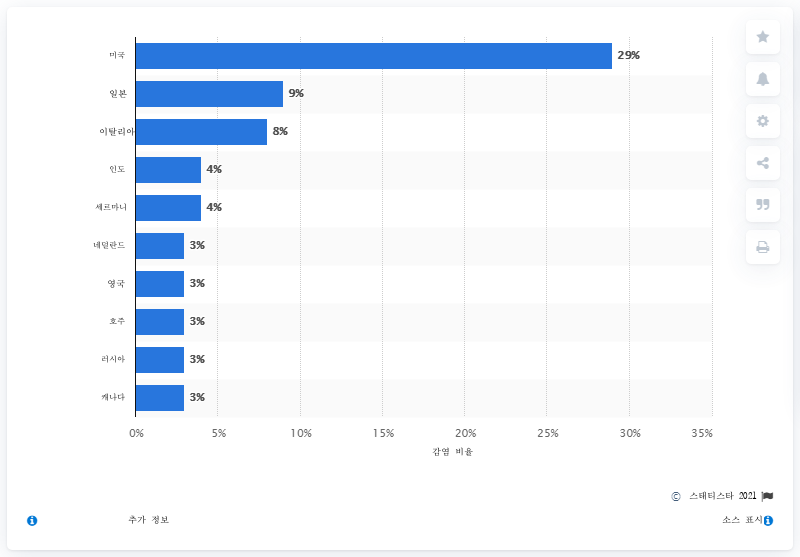 미국 29%
일본 9%
이탈리아 8%
인도 4%
세르마니 4%
네덜란드 3%
영국 3%
호주 3%
러시아 3%
캐나다 3%
0% 5% 10% 15% 20% 25% 30% 35%
감염 비율
© 스태티스타 2021
추가 정보 소스 표시